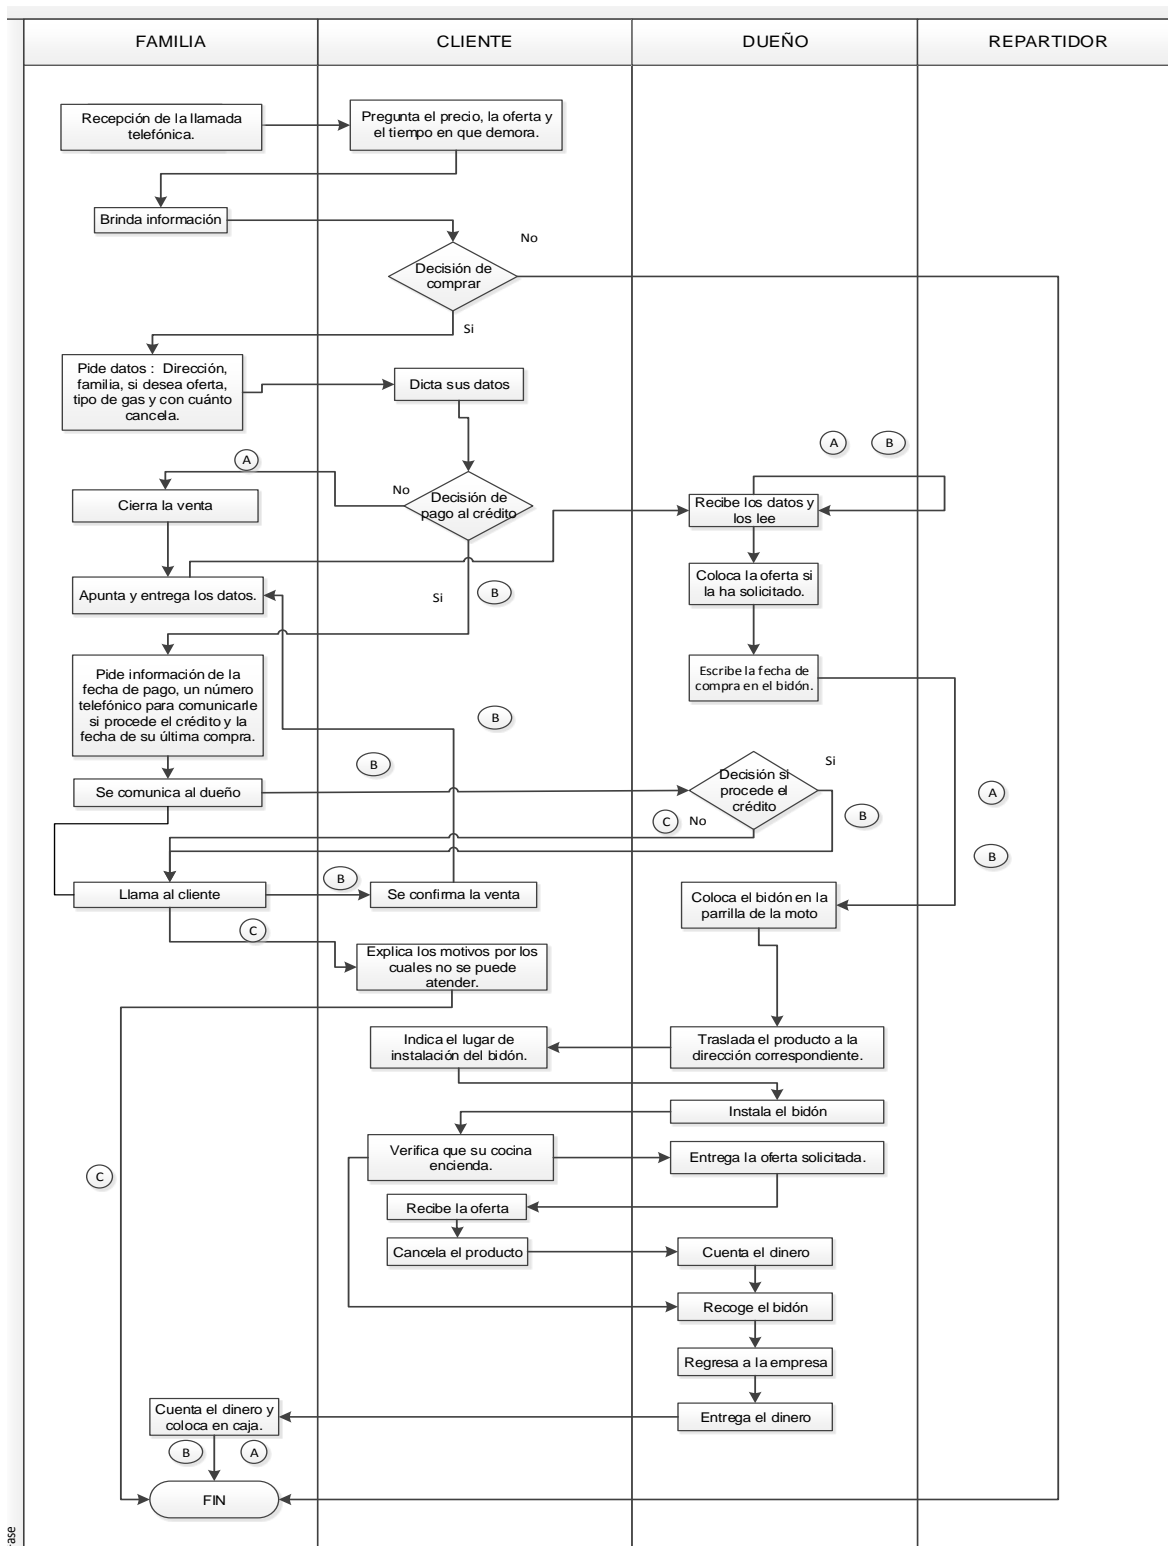 FAMILIA
CLIENTE
DUEÑO
REPARTIDOR
Recepción de la llamada
telefónica.
Pregunta el precio, la oferta y
el tiempo en que demora.
Brinda información
No
Decisión de
comprar
Si
Pide datos : Dirección,
familia, si desea oferta,
tipo de gas y con cuánto
cancela.
Dicta sus datos
A
B
A
No
Decisión de
pago al crédito
Cierra la venta
Recibe los datos y
los lee
Apunta y entrega los datos.
Si
B
Coloca la oferta si
la ha solicitado.
Pide información de la
fecha de pago, un número
telefónico para comunicarle
si procede el crédito y la
fecha de su última compra.
Escribe la fecha de
compra en el bidón.
B
B
Si
Se comunica al dueño
Decisión si
procede el
crédito
A
C
No
B
B
Llama al cliente
B
Se confirma la venta
Coloca el bidón en la
parrilla de la moto
C
Explica los motivos por los
cuales no se puede
atender.
Indica el lugar de
instalación del bidón.
Traslada el producto a la
dirección correspondiente.
Instala el bidón
Verifica que su cocina
encienda.
Entrega la oferta solicitada.
C
Recibe la oferta
Cancela el producto
Cuenta el dinero
Recoge el bidón
Regresa a la empresa
Cuenta el dinero y
coloca en caja.
Entrega el dinero
B
A
FIN
ase